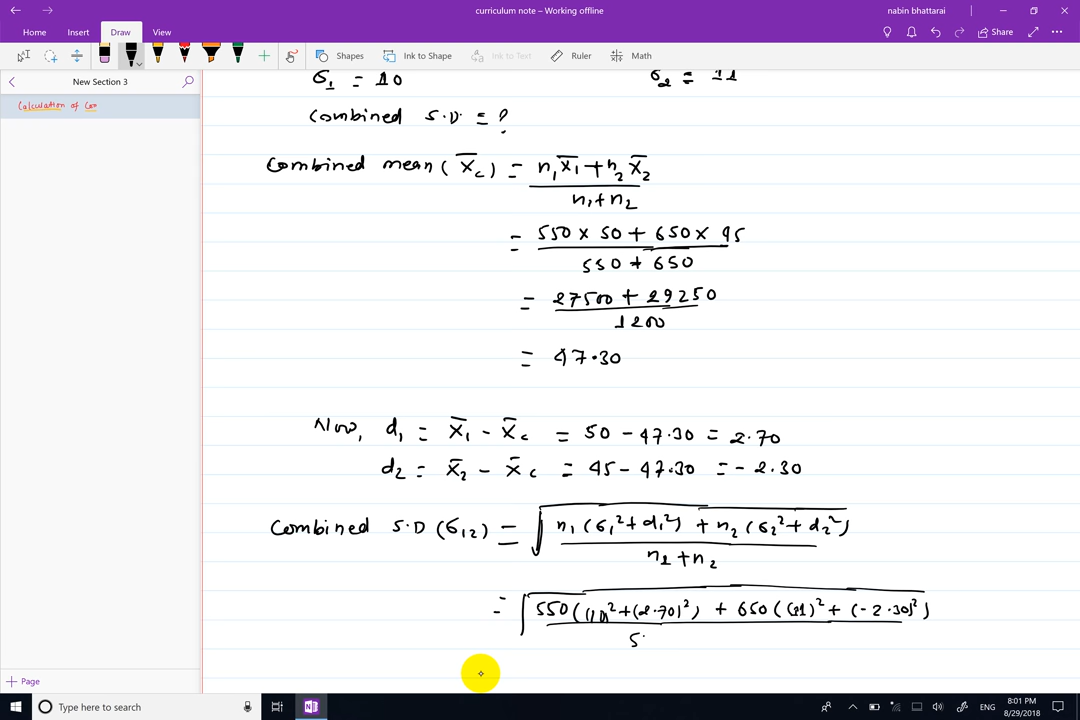 curriculum note – Working offline
nabin bhattarai
Home Insert Draw View
Share
Shapes Ink to Shape Ink to Text Ruler Math
New Section 3
Calculation of Com
σ₁ = 10 σ₂ = 11
Combined S.D. = ?
Combined mean (X̅c) = n₁X̅₁ + n₂X̅₂
n₁+n₂
= 550 × 50 + 650 × 95
550 + 650
= 27500 + 29250
1200
= 47.30
Now, d₁ = X̅₁ - X̅c = 50 - 47.30 = 2.70
d₂ = X̅₂ - X̅c = 45 - 47.30 = - 2.30
Combined S.D (σ₁₂) = √n₁(σ₁²+d₁²) + n₂(σ₂²+d₂²)
n₁+n₂
= √550((10)²+(2.70)²) + 650((11)²+(-2.30)²)
5
Page
Type here to search
ENG
8:01 PM
8/29/2018